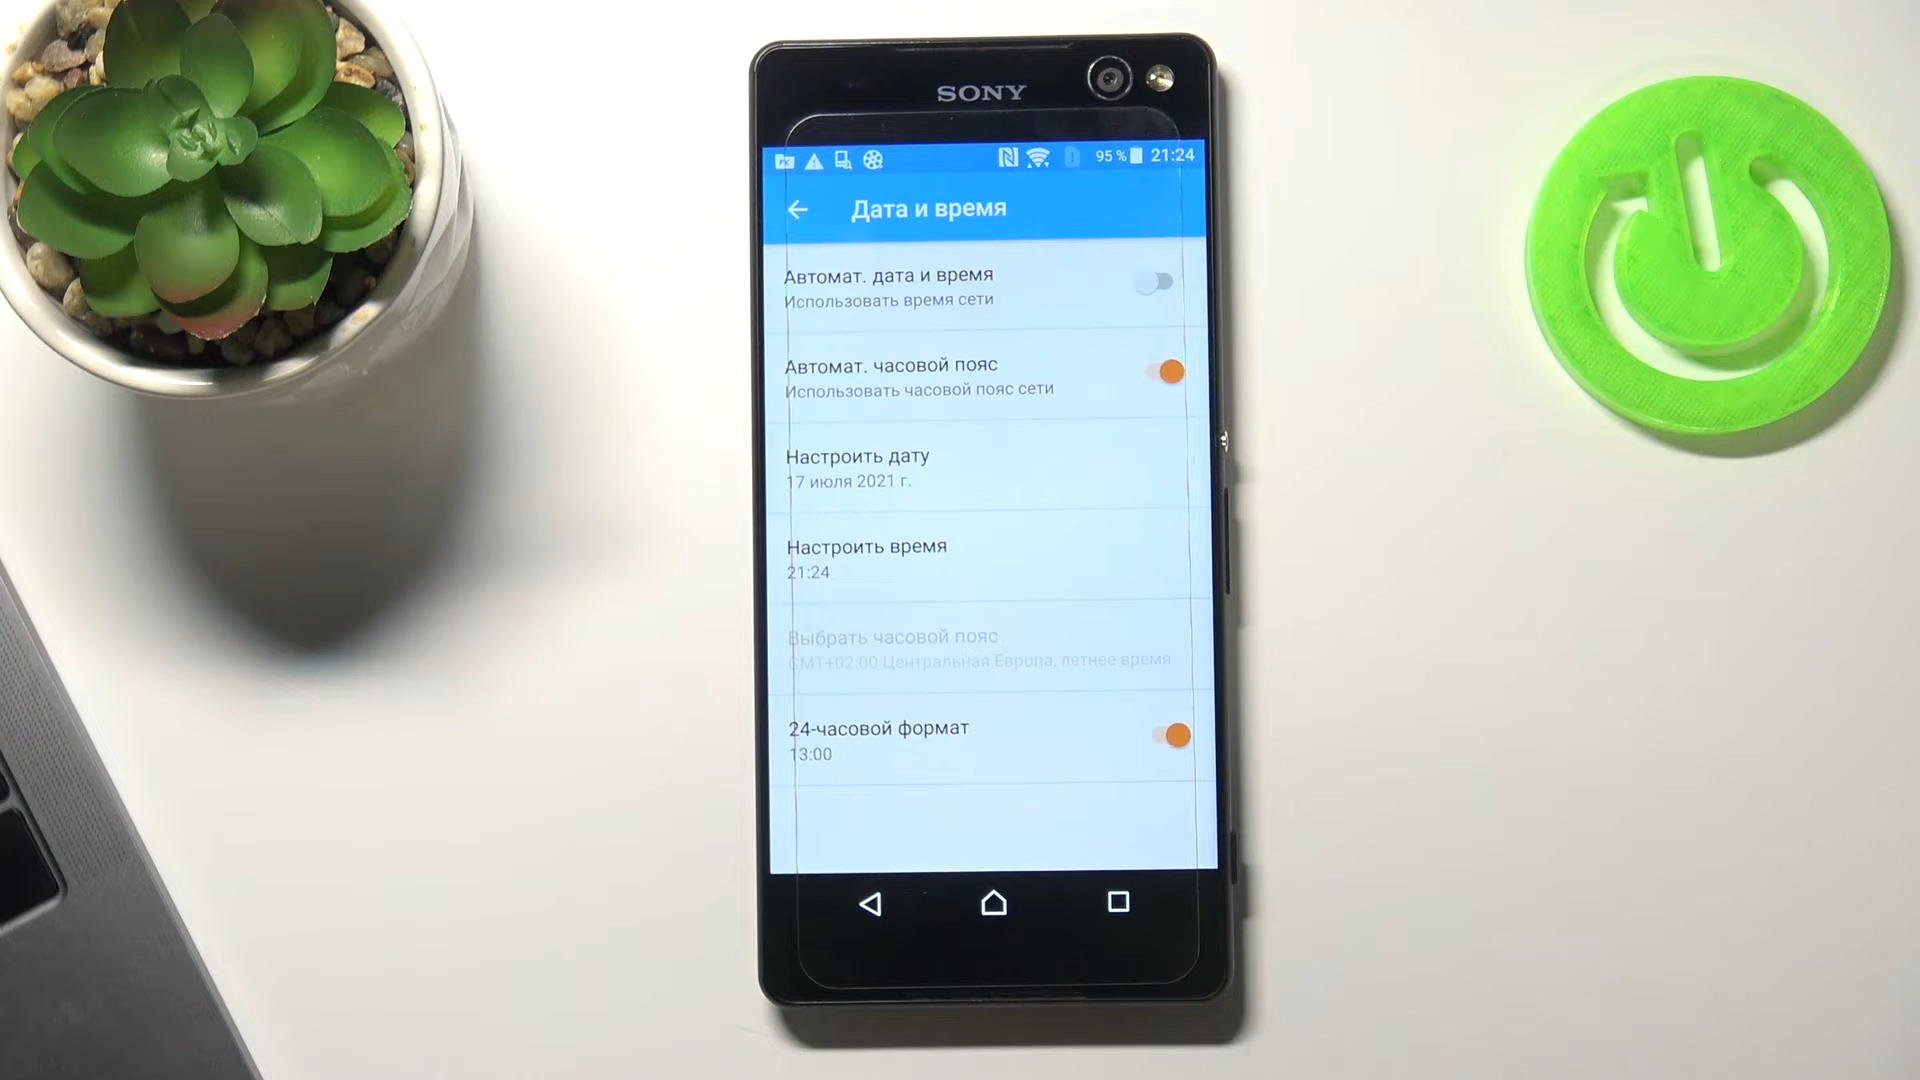 SONY
95 % 21:24
Дата и время
Автомат. дата и время
Использовать время сети
Автомат. часовой пояс
Использовать часовой пояс сети
Настроить дату
17 июля 2021 г.
Настроить время
21:24
Выбрать часовой пояс
GMT+02:00 Центральная Европа, летнее время
24-часовой формат
13:00